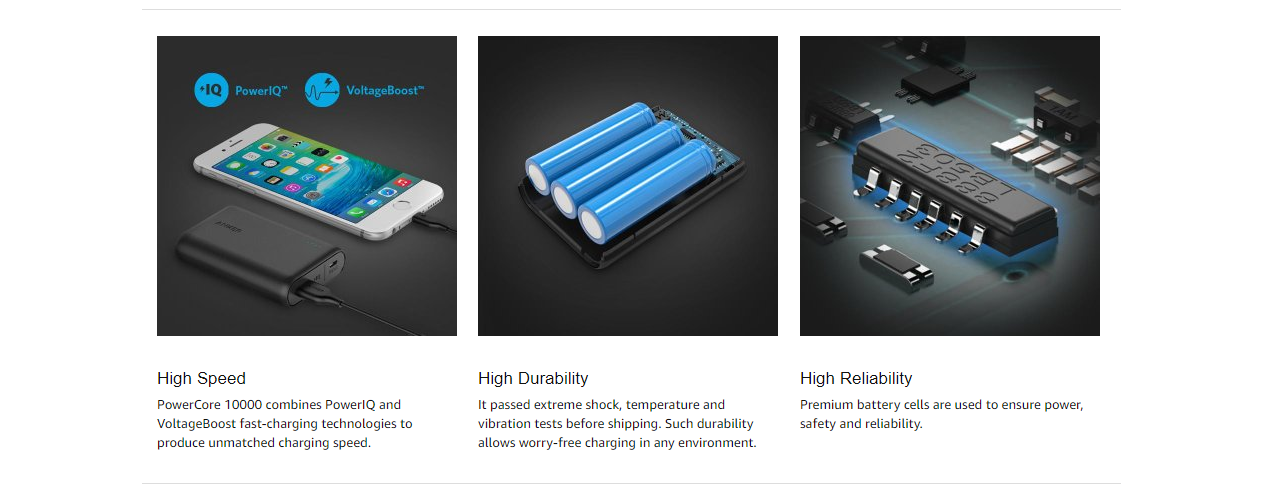 +IQ PowerIQ™ VoltageBoost™
ANKER
High Speed
PowerCore 10000 combines PowerIQ and
VoltageBoost fast-charging technologies to
produce unmatched charging speed.
High Durability
It passed extreme shock, temperature and
vibration tests before shipping. Such durability
allows worry-free charging in any environment.
High Reliability
Premium battery cells are used to ensure power,
safety and reliability.